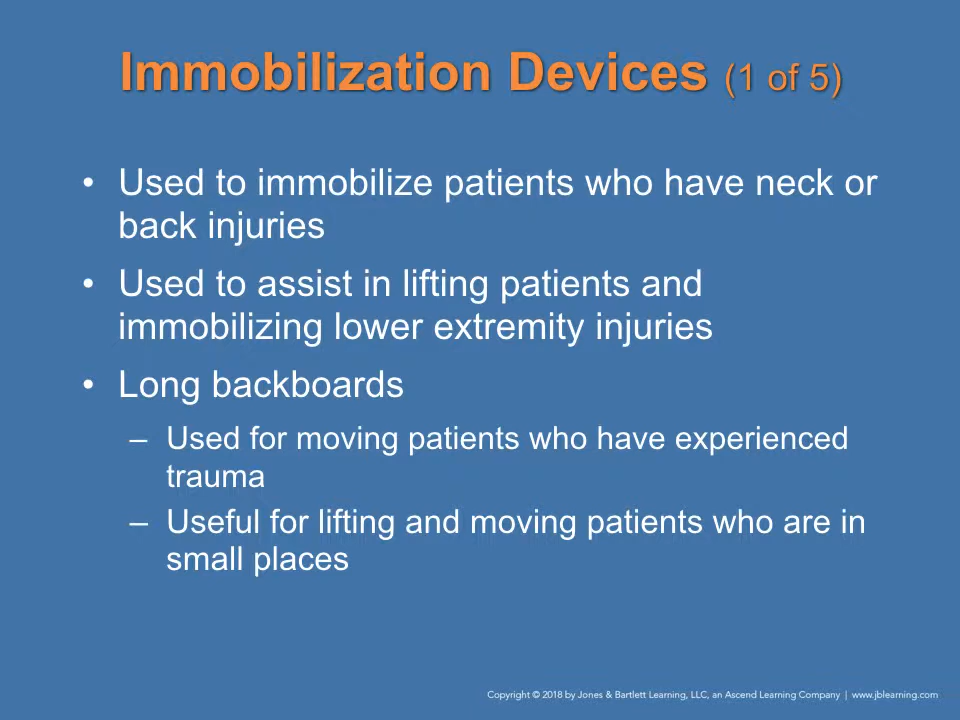 Immobilization Devices (1 of 5)
• Used to immobilize patients who have neck or
back injuries
• Used to assist in lifting patients and
immobilizing lower extremity injuries
• Long backboards
– Used for moving patients who have experienced
trauma
– Useful for lifting and moving patients who are in
small places
Copyright © 2018 by Jones & Bartlett Learning, LLC, an Ascend Learning Company | www.jblearning.com